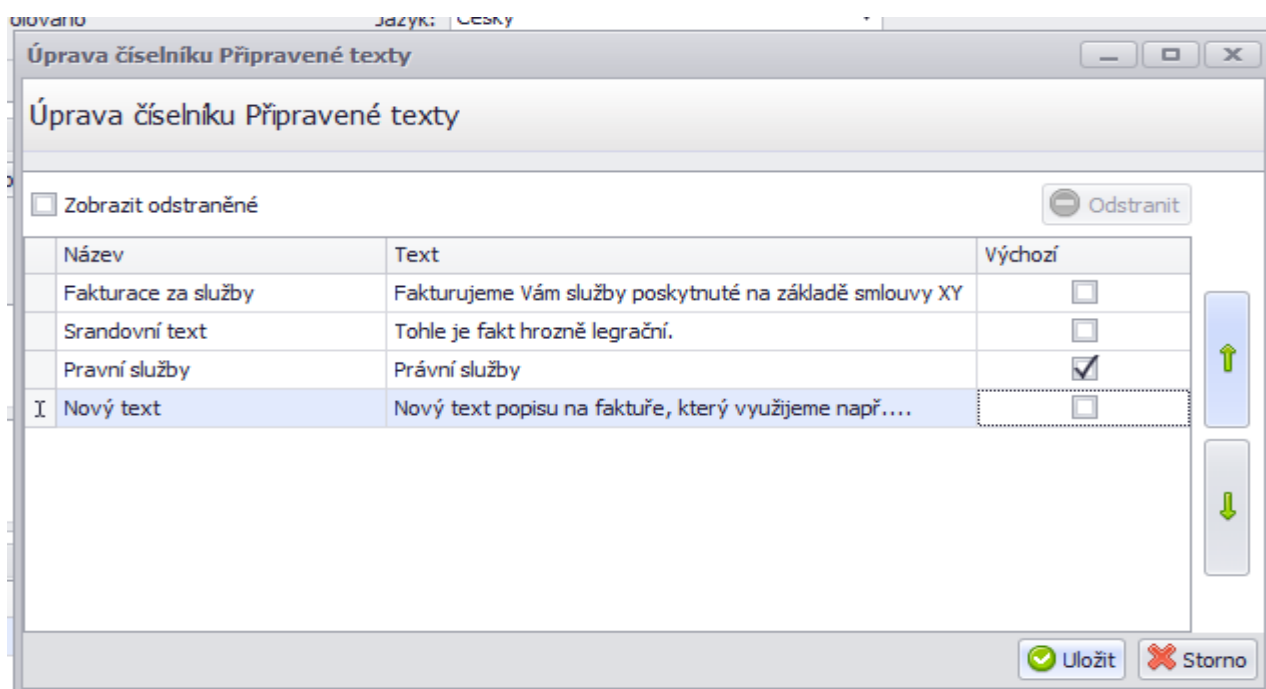 Jazyk: Česky
Úprava číselníku Připravené texty
Úprava číselníku Připravené texty
Zobrazit odstraněné Odstranit
Název Text Výchozí
Fakturace za služby Fakturujeme Vám služby poskytnuté na základě smlouvy XY
Srandovní text Tohle je fakt hrozně legrační.
Pravní služby Právní služby
Nový text Nový text popisu na faktuře, který využijeme např....
Uložit Storno